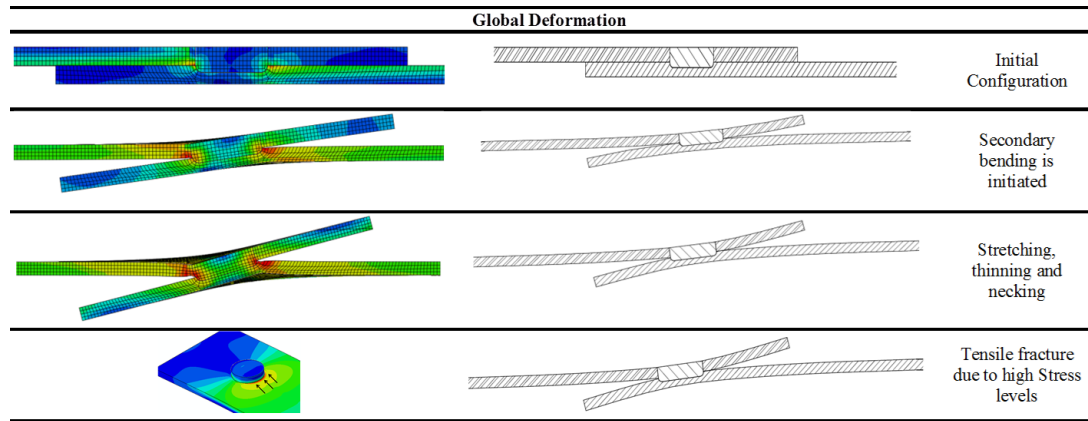 Global Deformation
Initial
Configuration
Secondary
bending is
initiated
Stretching,
thinning and
necking
Tensile fracture
due to high Stress
levels